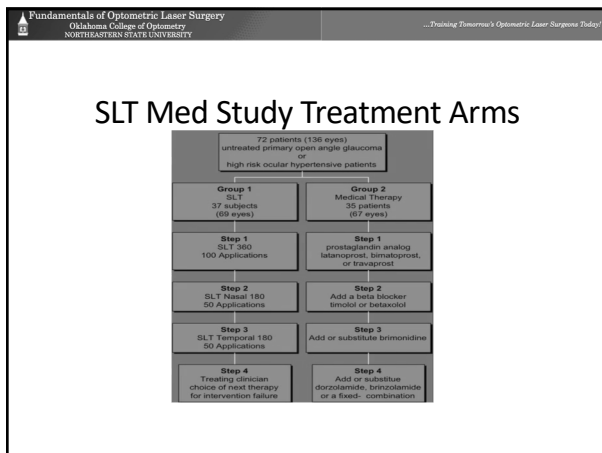 Fundamentals of Optometric Laser Surgery
Oklahoma College of Optometry
NORTHEASTERN STATE UNIVERSITY
...Training Tomorrow's Optometric Laser Surgeons Today!
SLT Med Study Treatment Arms
72 patients (136 eyes)
untreated primary open angle glaucoma
or
high risk ocular hypertensive patients
Group 1
SLT
37 subjects
(69 eyes)
Group 2
Medical Therapy
35 patients
(67 eyes)
Step 1
SLT 360
100 Applications
Step 1
prostaglandin analog
latanoprost, bimatoprost,
or travaprost
Step 2
SLT Nasal 180
50 Applications
Step 2
Add a beta blocker
timolol or betaxolol
Step 3
SLT Temporal 180
50 Applications
Step 3
Add or substitute brimonidine
Step 4
Treating clinician
choice of next therapy
for intervention failure
Step 4
Add or substitue
dorzolamide, brinzolamide
or a fixed- combination